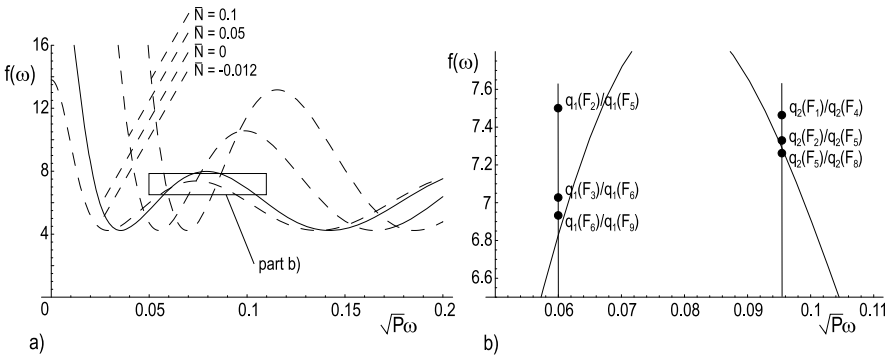 N̄ = 0.1
N̄ = 0.05
N̄ = 0
N̄ = -0.012
f(ω)
16
12
8
4
0
0
0.05
0.1
0.15
0.2
√P̄ω
part b)
a)
f(ω)
7.6
7.4
7.2
7
6.8
6.6
0.06
0.07
0.08
0.09
0.1
0.11
√P̄ω
q₁(F₂)/q₁(F₅)
q₁(F₃)/q₁(F₆)
q₁(F₆)/q₁(F₉)
q₂(F₁)/q₂(F₄)
q₂(F₂)/q₂(F₅)
q₂(F₅)/q₂(F₈)
b)